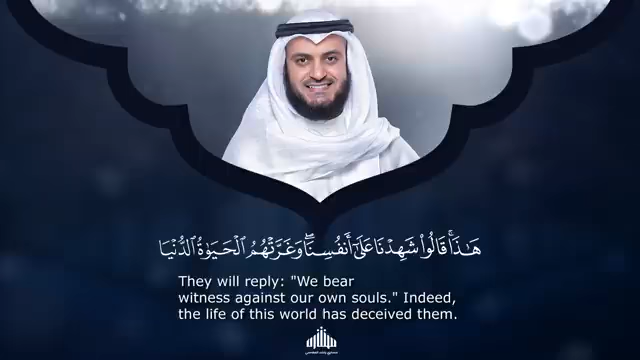 هَـٰذَا ۚ قَالُوا۟ شَهِدْنَا عَلَىٰٓ أَنفُسِنَا ۖ وَغَرَّتْهُمُ ٱلْحَيَوٰةُ ٱلدُّنْيَا
They will reply: "We bear
witness against our own souls." Indeed,
the life of this world has deceived them.